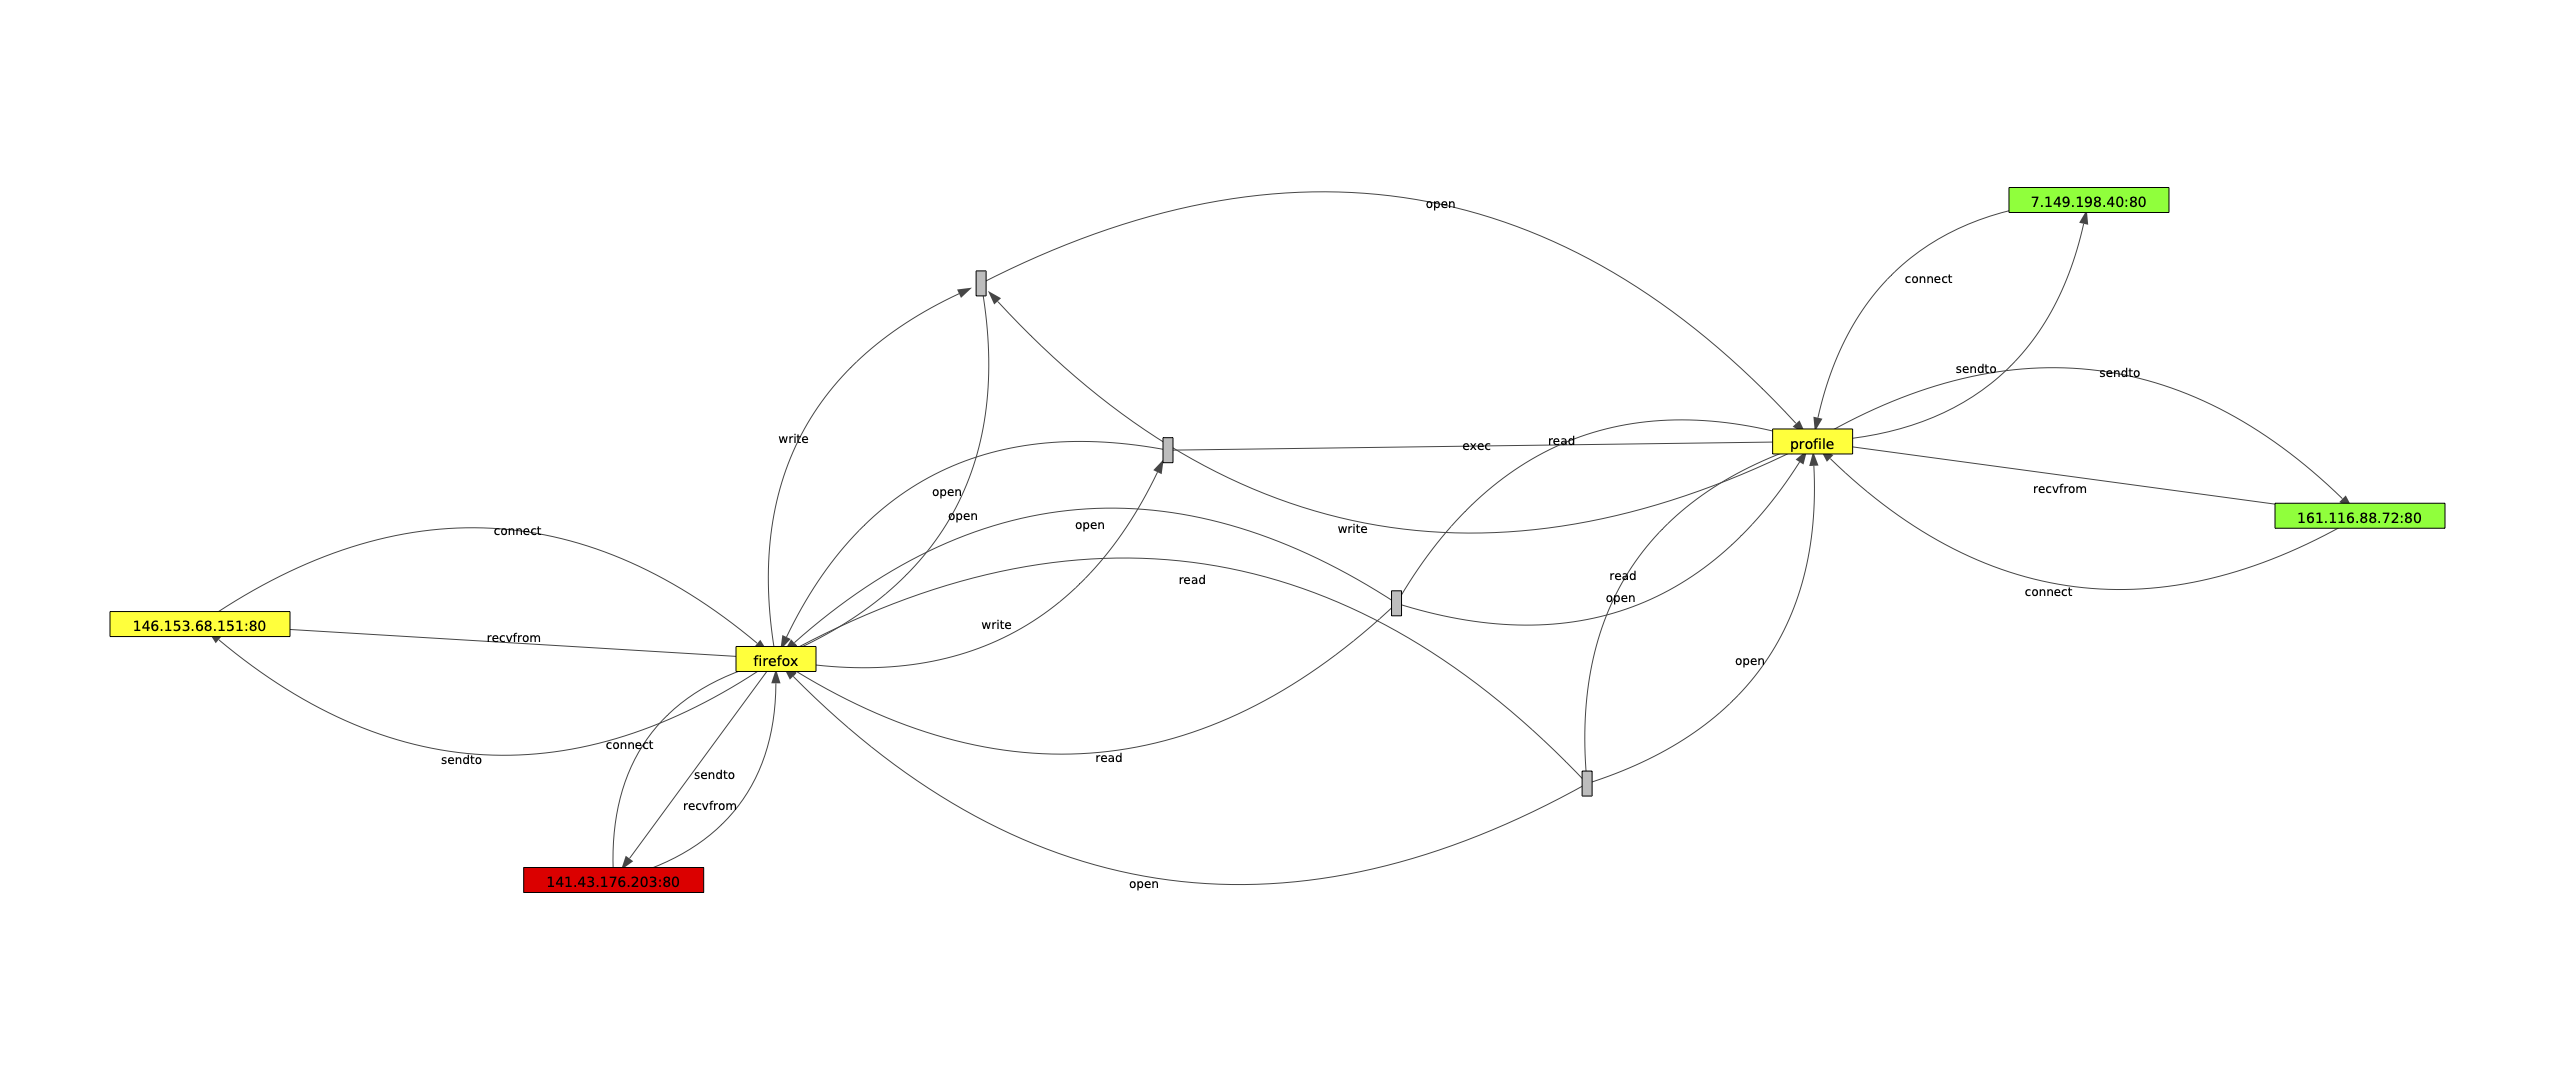 7.149.198.40:80
open
connect
sendto
sendto
write
profile
exec
read
open
recvfrom
open
open
write
connect
161.116.88.72:80
read
read
open
connect
146.153.68.151:80
write
recvfrom
firefox
open
connect
sendto
read
sendto
recvfrom
141.43.176.203:80
open